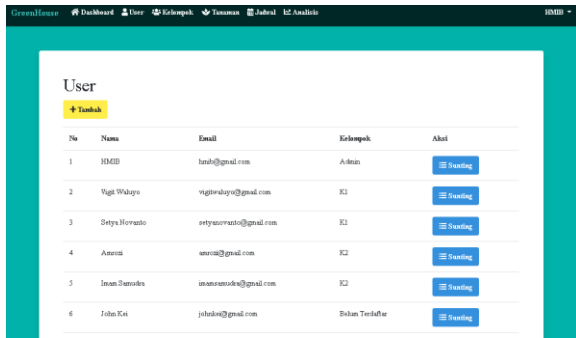 GreenHouse Dashboard User Kelompok Tanaman Jadwal Analisis HMIB
User
+ Tambah
No Nama Email Kelompok Aksi
1 HMIB hmib@gmail.com Admin Sunting
2 Vigit Waluyo vigitwaluyo@gmail.com K1 Sunting
3 Setya Novanto setyanovanto@gmail.com K1 Sunting
4 Amrozi amrozi@gmail.com K2 Sunting
5 Imam Samudra imamsamudra@gmail.com K2 Sunting
6 John Kei johnkei@gmail.com Belum Terdaftar Sunting